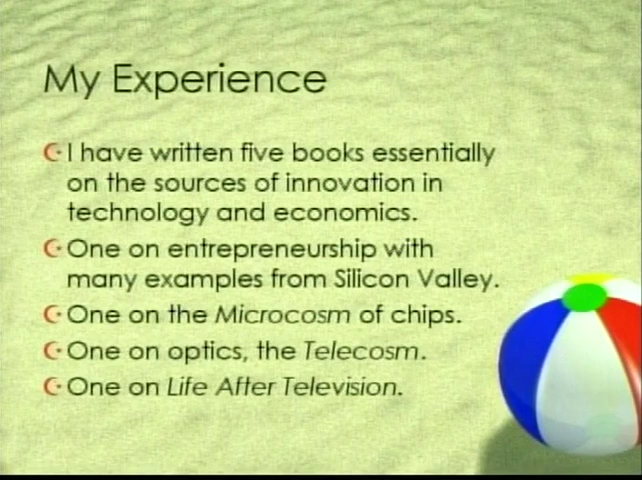 My Experience
I have written five books essentially
on the sources of innovation in
technology and economics.
One on entrepreneurship with
many examples from Silicon Valley.
One on the Microcosm of chips.
One on optics, the Telecosm.
One on Life After Television.